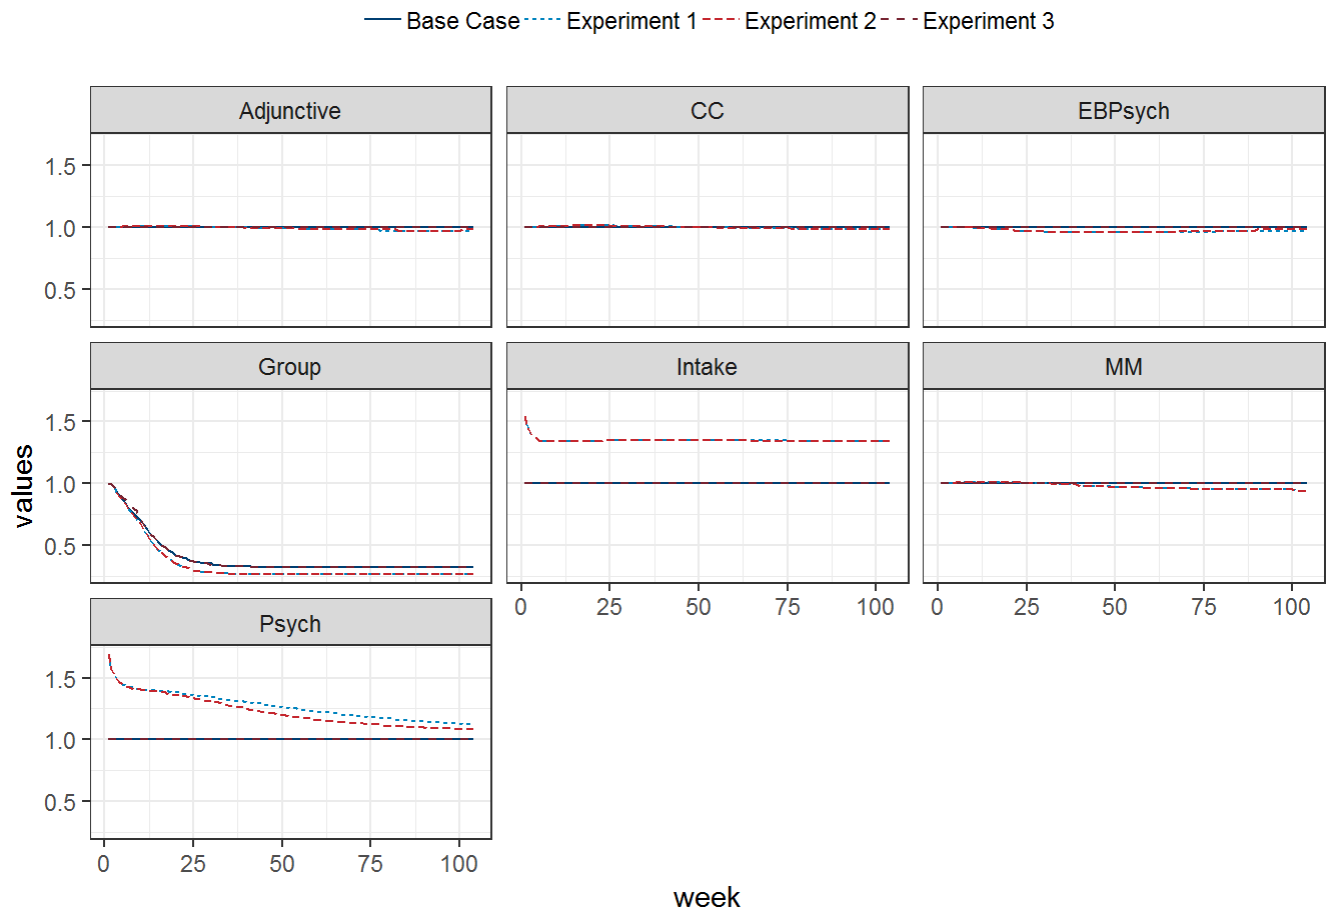 Base Case Experiment 1 Experiment 2 Experiment 3
Adjunctive CC EBPsych
1.5
1.0
0.5
Group Intake MM
1.5
1.0
0.5
0 25 50 75 100 0 25 50 75 100
Psych
1.5
1.0
0.5
0 25 50 75 100
values
week